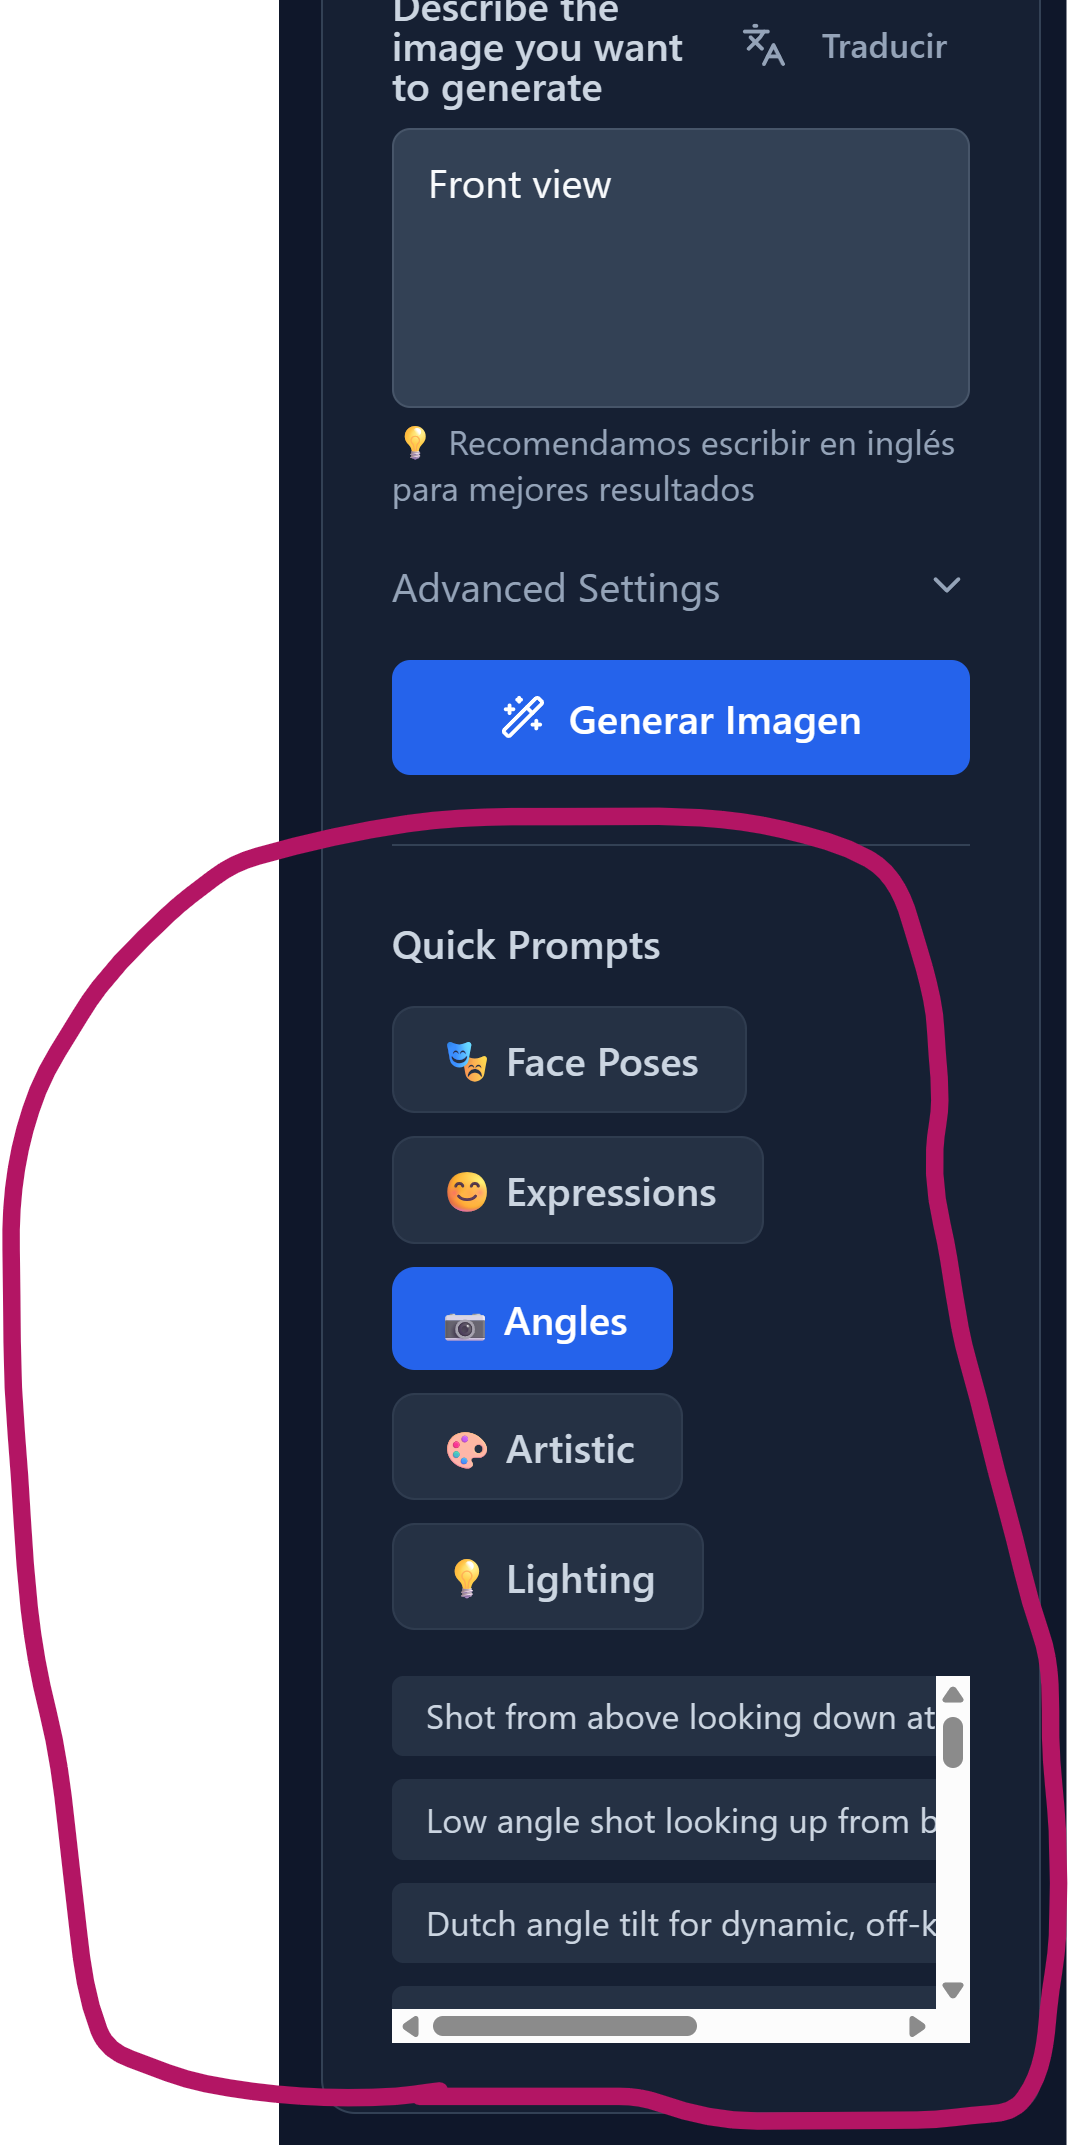 Describe the
image you want
to generate
Traducir
Front view
Recomendamos escribir en inglés
para mejores resultados
Advanced Settings
Generar Imagen
Quick Prompts
Face Poses
Expressions
Angles
Artistic
Lighting
Shot from above looking down at
Low angle shot looking up from b
Dutch angle tilt for dynamic, off-k